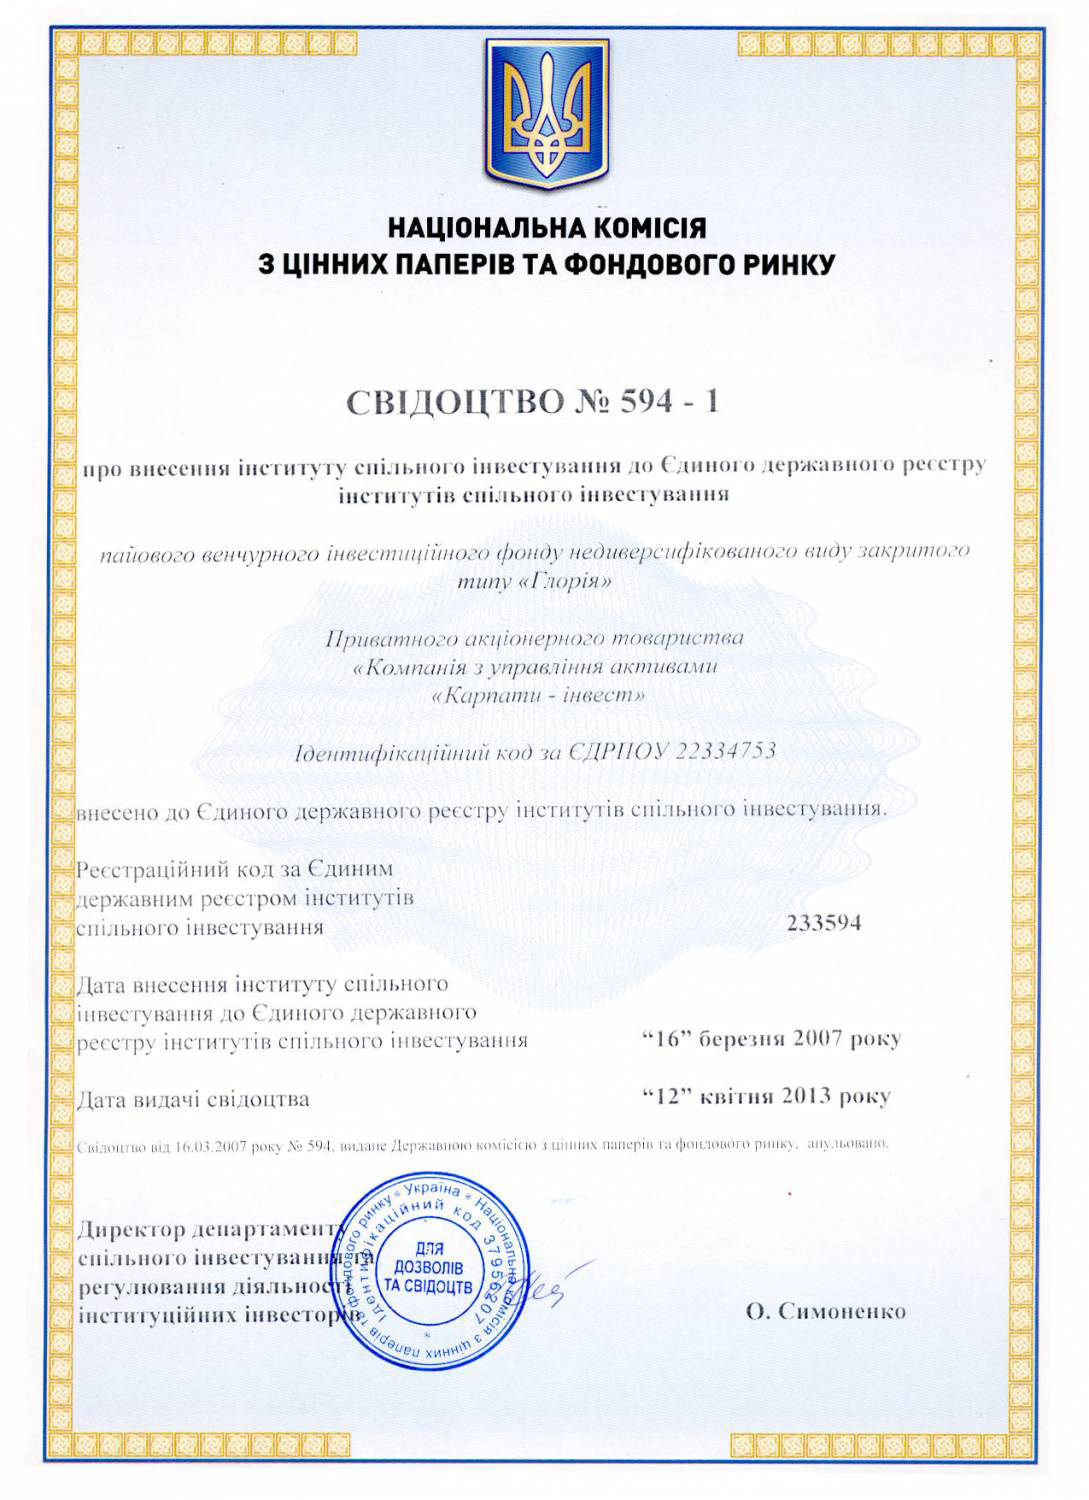 НАЦІОНАЛЬНА КОМІСІЯ
З ЦІННИХ ПАПЕРІВ ТА ФОНДОВОГО РИНКУ
СВІДОЦТВО № 594 - 1
про внесення інституту спільного інвестування до Єдиного державного реєстру
інститутів спільного інвестування
пайового венчурного інвестиційного фонду недиверсифікованого виду закритого
типу «Глорія»
Приватного акціонерного товариства
«Компанія з управління активами
«Карпати - інвест»
Ідентифікаційний код за ЄДРПОУ 22334753
внесено до Єдиного державного реєстру інститутів спільного інвестування.
Реєстраційний код за Єдиним
державним реєстром інститутів
спільного інвестування 233594
Дата внесення інституту спільного
інвестування до Єдиного державного
реєстру інститутів спільного інвестування “16” березня 2007 року
Дата видачі свідоцтва “12” квітня 2013 року
Свідоцтво від 16.03.2007 року № 594, видане Державною комісією з цінних паперів та фондового ринку, анульовано.
Директор департаменту
спільного інвестування та
регулювання діяльності
інституційних інвесторів О. Симоненко
Україна * Національна комісія з цінних паперів та фондового ринку *
Ідентифікаційний код 37956207
ДЛЯ
ДОЗВОЛІВ
ТА СВІДОЦТВ
*